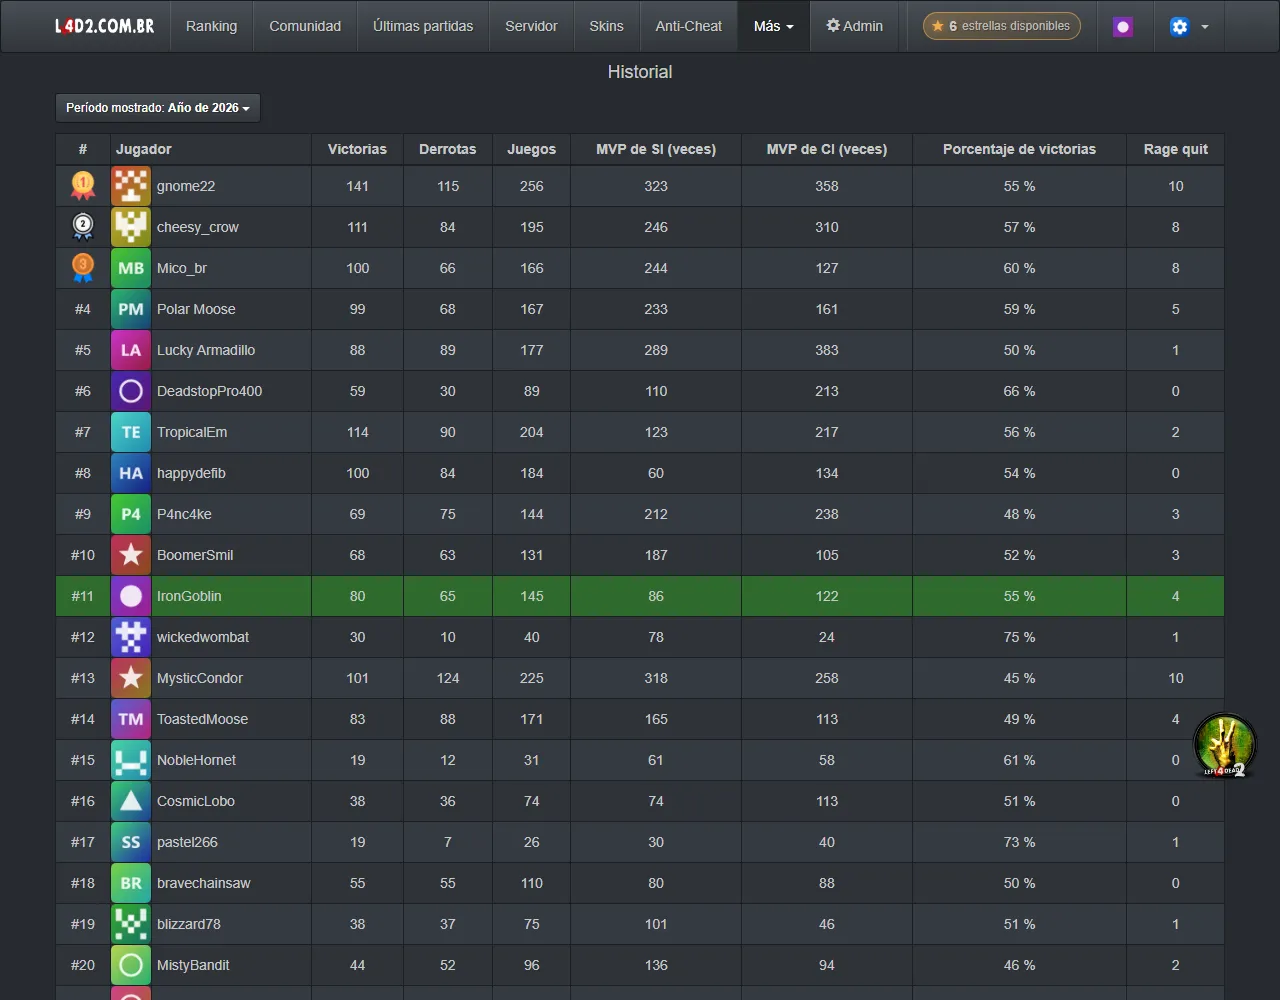 L4D2.COM.BR Ranking Comunidad Últimas partidas Servidor Skins Anti-Cheat Más Admin 6 estrellas disponibles
Historial
Período mostrado: Año de 2026
# Jugador Victorias Derrotas Juegos MVP de SI (veces) MVP de CI (veces) Porcentaje de victorias Rage quit
1 gnome22 141 115 256 323 358 55 % 10
2 cheesy_crow 111 84 195 246 310 57 % 8
3 MB Mico_br 100 66 166 244 127 60 % 8
#4 PM Polar Moose 99 68 167 233 161 59 % 5
#5 LA Lucky Armadillo 88 89 177 289 383 50 % 1
#6 DeadstopPro400 59 30 89 110 213 66 % 0
#7 TE TropicalEm 114 90 204 123 217 56 % 2
#8 HA happydefib 100 84 184 60 134 54 % 0
#9 P4 P4nc4ke 69 75 144 212 238 48 % 3
#10 BoomerSmil 68 63 131 187 105 52 % 3
#11 IronGoblin 80 65 145 86 122 55 % 4
#12 wickedwombat 30 10 40 78 24 75 % 1
#13 MysticCondor 101 124 225 318 258 45 % 10
#14 TM ToastedMoose 83 88 171 165 113 49 % 4
#15 NobleHornet 19 12 31 61 58 61 % 0
LEFT 4 DEAD 2
#16 CosmicLobo 38 36 74 74 113 51 % 0
#17 SS pastel266 19 7 26 30 40 73 % 1
#18 BR bravechainsaw 55 55 110 80 88 50 % 0
#19 blizzard78 38 37 75 101 46 51 % 1
#20 MistyBandit 44 52 96 136 94 46 % 2